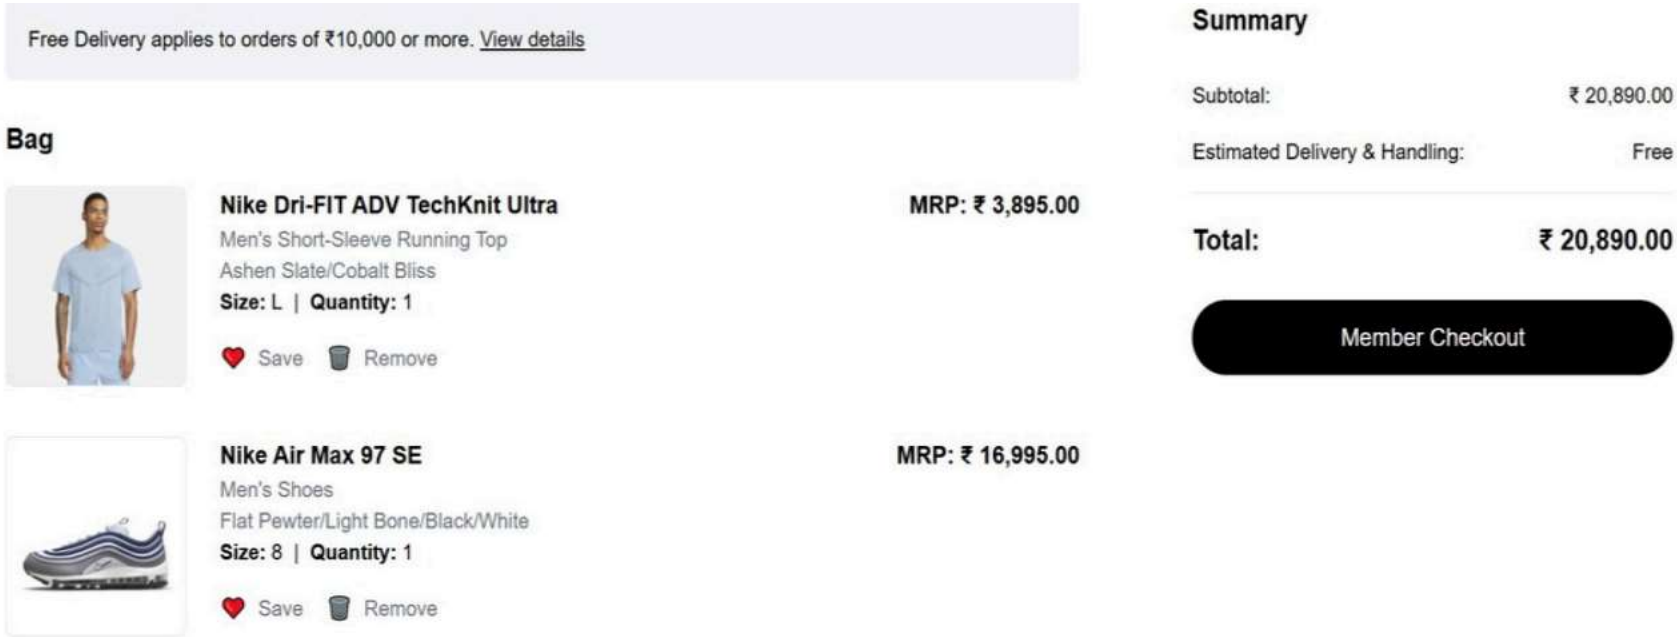 Free Delivery applies to orders of ₹10,000 or more. View details
Bag
Nike Dri-FIT ADV TechKnit Ultra
MRP: ₹ 3,895.00
Men's Short-Sleeve Running Top
Ashen Slate/Cobalt Bliss
Size: L | Quantity: 1
Save Remove
Nike Air Max 97 SE
MRP: ₹ 16,995.00
Men's Shoes
Flat Pewter/Light Bone/Black/White
Size: 8 | Quantity: 1
Save Remove
Summary
Subtotal: ₹ 20,890.00
Estimated Delivery & Handling: Free
Total: ₹ 20,890.00
Member Checkout